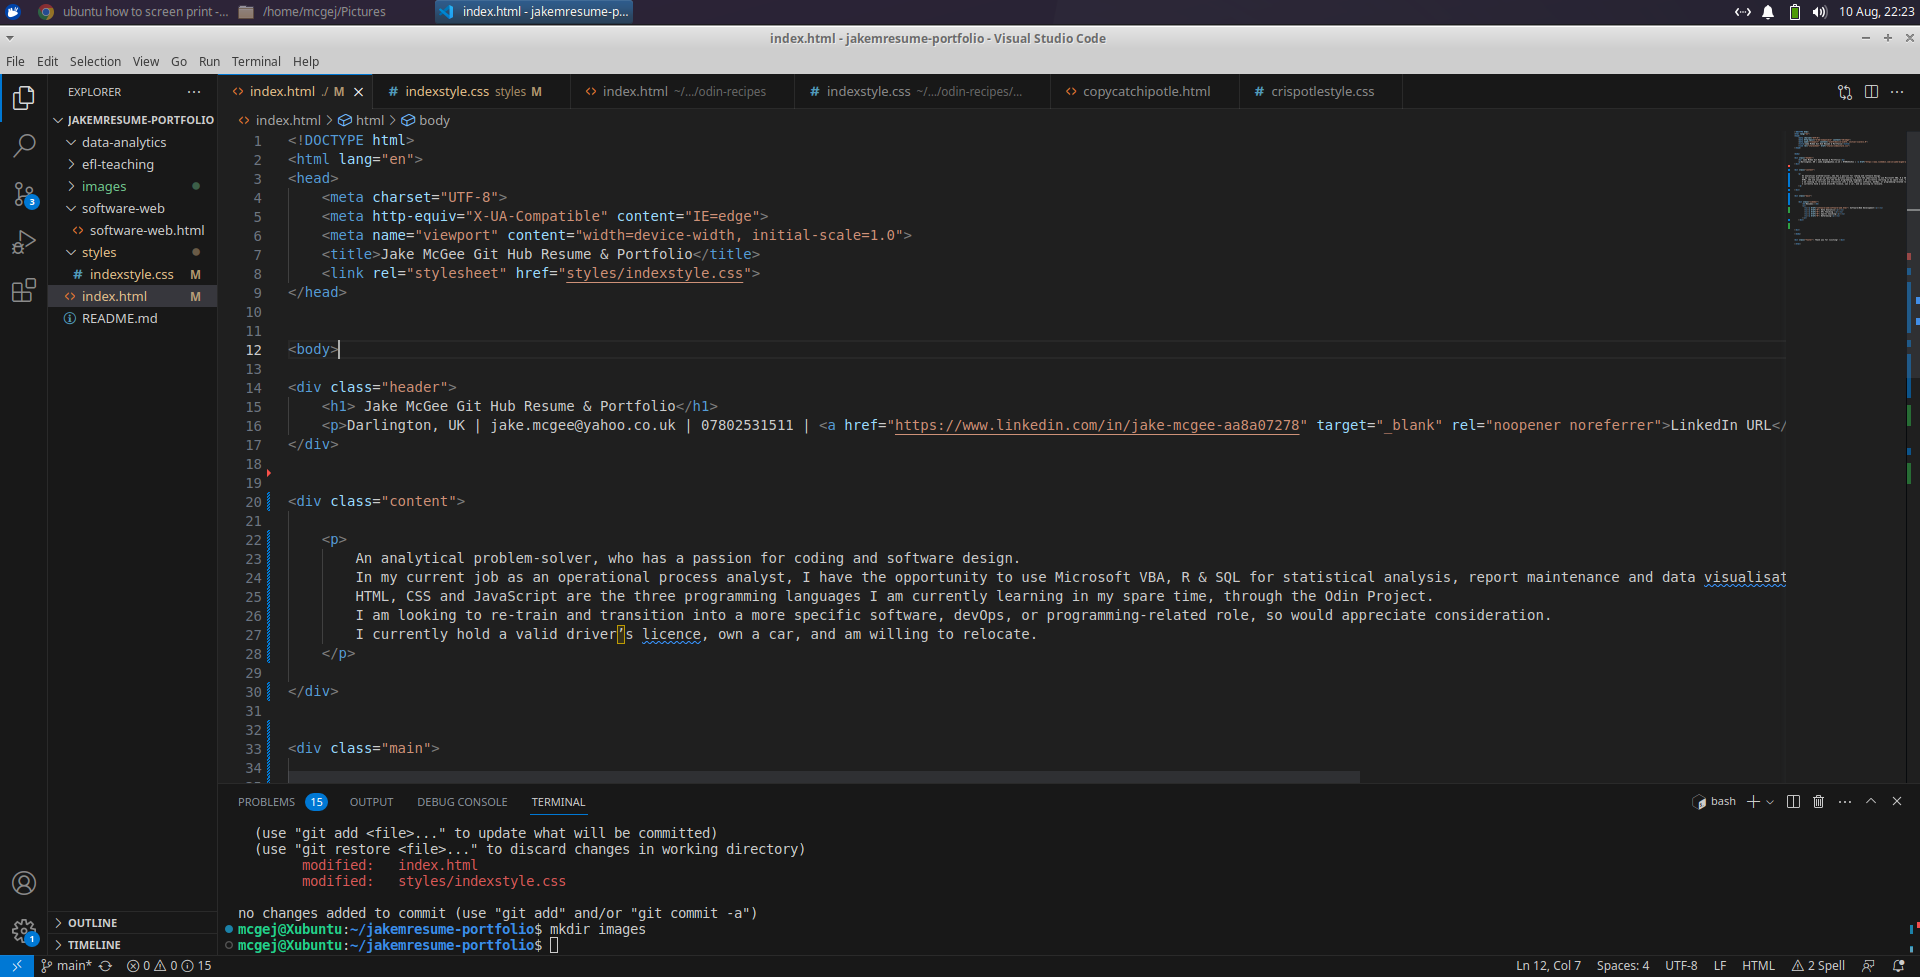 ubuntu how to screen print -...
/home/mcgej/Pictures
index.html - jakemresume-p...
10 Aug, 22:23
index.html - jakemresume-portfolio - Visual Studio Code
File Edit Selection View Go Run Terminal Help
EXPLORER
index.html ./ M
indexstyle.css styles M
index.html ~/.../odin-recipes
indexstyle.css ~/.../odin-recipes/...
copycatchipotle.html
crispotlestyle.css
index.html > html > body
JAKEMRESUME-PORTFOLIO
data-analytics
efl-teaching
images
software-web
software-web.html
styles
indexstyle.css M
index.html M
README.md
3
1 <!DOCTYPE html>
2 <html lang="en">
3 <head>
4 <meta charset="UTF-8">
5 <meta http-equiv="X-UA-Compatible" content="IE=edge">
6 <meta name="viewport" content="width=device-width, initial-scale=1.0">
7 <title>Jake McGee Git Hub Resume & Portfolio</title>
8 <link rel="stylesheet" href="styles/indexstyle.css">
9 </head>
10
11
12 <body>
13
14 <div class="header">
15 <h1> Jake McGee Git Hub Resume & Portfolio</h1>
16 <p>Darlington, UK | jake.mcgee@yahoo.co.uk | 07802531511 | <a href="https://www.linkedin.com/in/jake-mcgee-aa8a07278" target="_blank" rel="noopener noreferrer">LinkedIn URL</
17 </div>
18
19
20 <div class="content">
21
22 <p>
23 An analytical problem-solver, who has a passion for coding and software design.
24 In my current job as an operational process analyst, I have the opportunity to use Microsoft VBA, R & SQL for statistical analysis, report maintenance and data visualisat
25 HTML, CSS and JavaScript are the three programming languages I am currently learning in my spare time, through the Odin Project.
26 I am looking to re-train and transition into a more specific software, devOps, or programming-related role, so would appreciate consideration.
27 I currently hold a valid driver’s licence, own a car, and am willing to relocate.
28 </p>
29
30 </div>
31
32
33 <div class="main">
34
PROBLEMS 15 OUTPUT DEBUG CONSOLE TERMINAL
bash
(use "git add <file>..." to update what will be committed)
(use "git restore <file>..." to discard changes in working directory)
modified: index.html
modified: styles/indexstyle.css
no changes added to commit (use "git add" and/or "git commit -a")
mcgej@Xubuntu:~/jakemresume-portfolio$ mkdir images
mcgej@Xubuntu:~/jakemresume-portfolio$
OUTLINE
TIMELINE
1
main* 0 0 15
Ln 12, Col 7 Spaces: 4 UTF-8 LF HTML 2 Spell